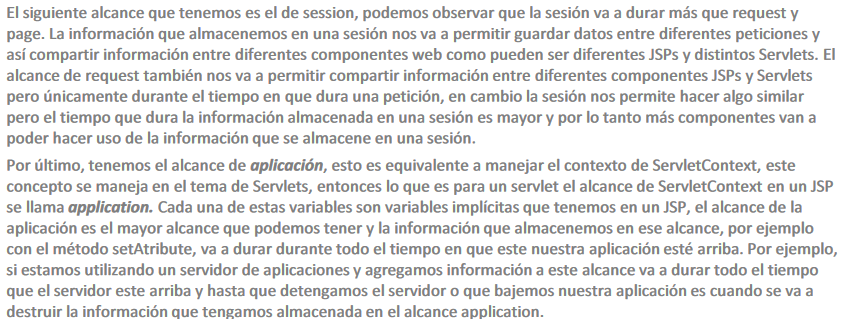 El siguiente alcance que tenemos es el de session, podemos observar que la sesión va a durar más que request y
page. La información que almacenemos en una sesión nos va a permitir guardar datos entre diferentes peticiones y
así compartir información entre diferentes componentes web como pueden ser diferentes JSPs y distintos Servlets. El
alcance de request también nos va a permitir compartir información entre diferentes componentes JSPs y Servlets
pero únicamente durante el tiempo en que dura una petición, en cambio la sesión nos permite hacer algo similar
pero el tiempo que dura la información almacenada en una sesión es mayor y por lo tanto más componentes van a
poder hacer uso de la información que se almacene en una sesión.
Por último, tenemos el alcance de aplicación, esto es equivalente a manejar el contexto de ServletContext, este
concepto se maneja en el tema de Servlets, entonces lo que es para un servlet el alcance de ServletContext en un JSP
se llama application. Cada una de estas variables son variables implícitas que tenemos en un JSP, el alcance de la
aplicación es el mayor alcance que podemos tener y la información que almacenemos en ese alcance, por ejemplo
con el método setAtribute, va a durar durante todo el tiempo en que este nuestra aplicación esté arriba. Por ejemplo,
si estamos utilizando un servidor de aplicaciones y agregamos información a este alcance va a durar todo el tiempo
que el servidor este arriba y hasta que detengamos el servidor o que bajemos nuestra aplicación es cuando se va a
destruir la información que tengamos almacenada en el alcance application.